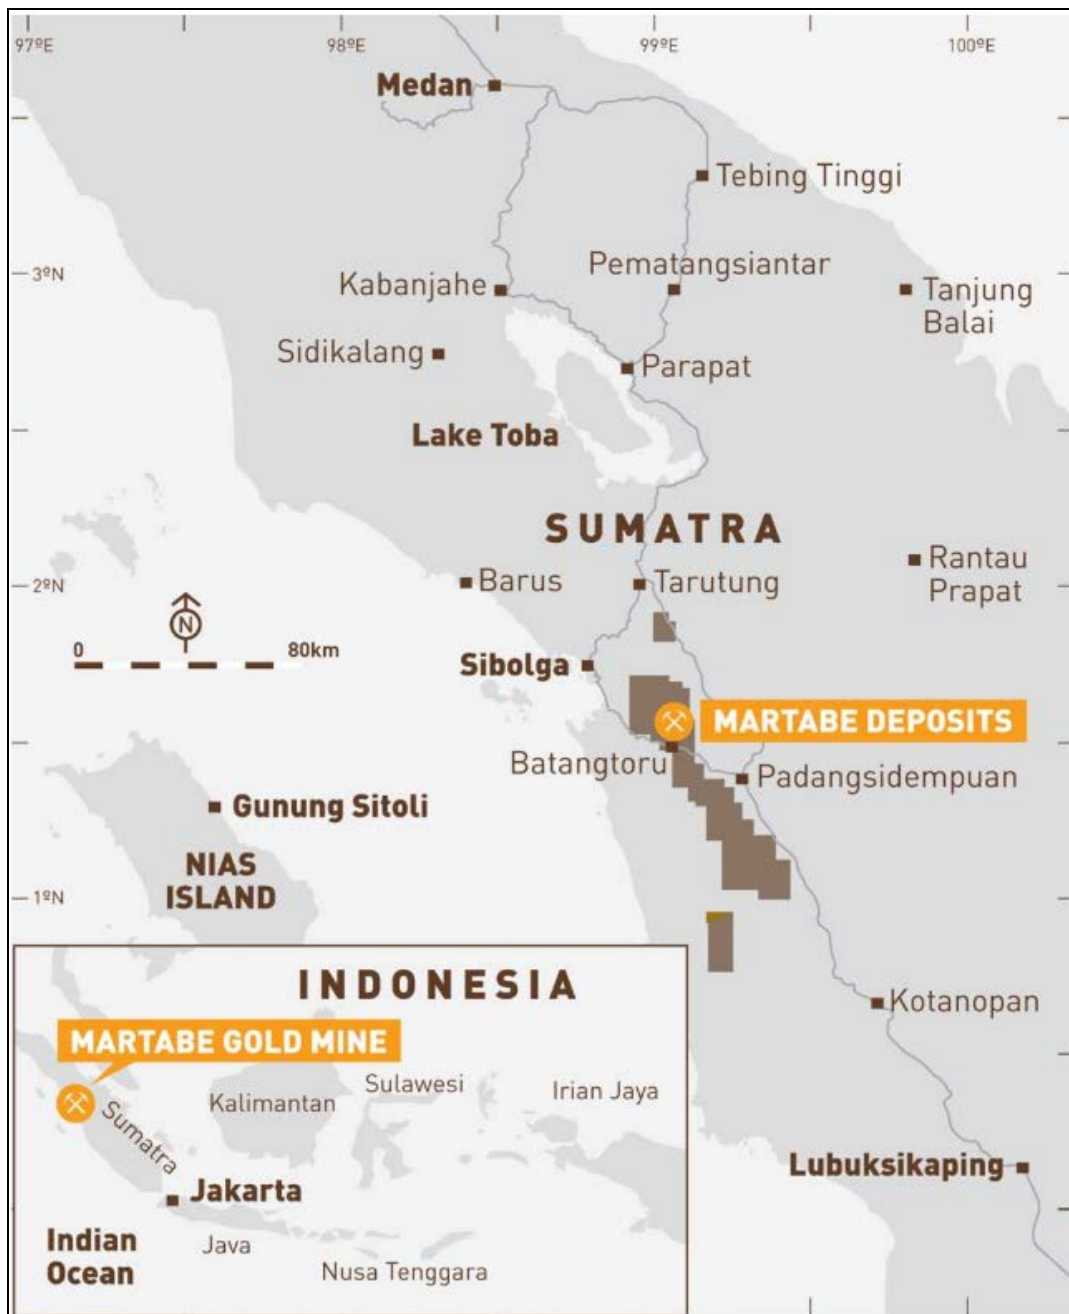 97ºE
98ºE
99ºE
100ºE
Medan
Tebing Tinggi
3ºN
Pematangsiantar
Kabanjahe
Tanjung
Balai
Sidikalang
Parapat
Lake Toba
SUMATRA
Rantau
Prapat
2ºN
Barus
Tarutung
N
0
80km
Sibolga
MARTABE DEPOSITS
Batangtoru
Padangsidempuan
Gunung Sitoli
NIAS
ISLAND
1ºN
INDONESIA
Kotanopan
MARTABE GOLD MINE
Sulawesi
Irian Jaya
Kalimantan
Sumatra
Lubuksikaping
Jakarta
Indian
Ocean
Java
Nusa Tenggara